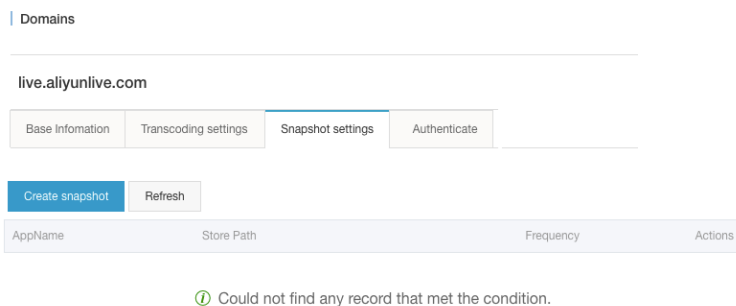 Domains
live.aliyunlive.com
Base Infomation Transcoding settings Snapshot settings Authenticate
Create snapshot Refresh
AppName Store Path Frequency Actions
Could not find any record that met the condition.